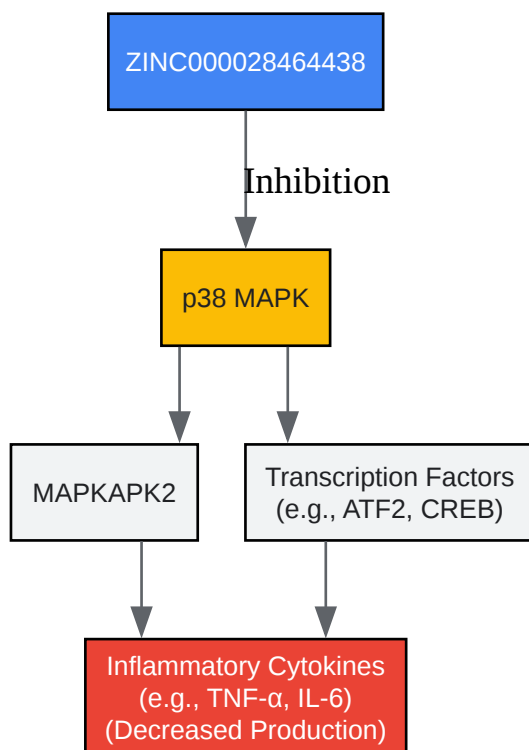 ZINC000028464438
Inhibition
p38 MAPK
MAPKAPK2
Transcription Factors
(e.g., ATF2, CREB)
Inflammatory Cytokines
(e.g., TNF-α, IL-6)
(Decreased Production)